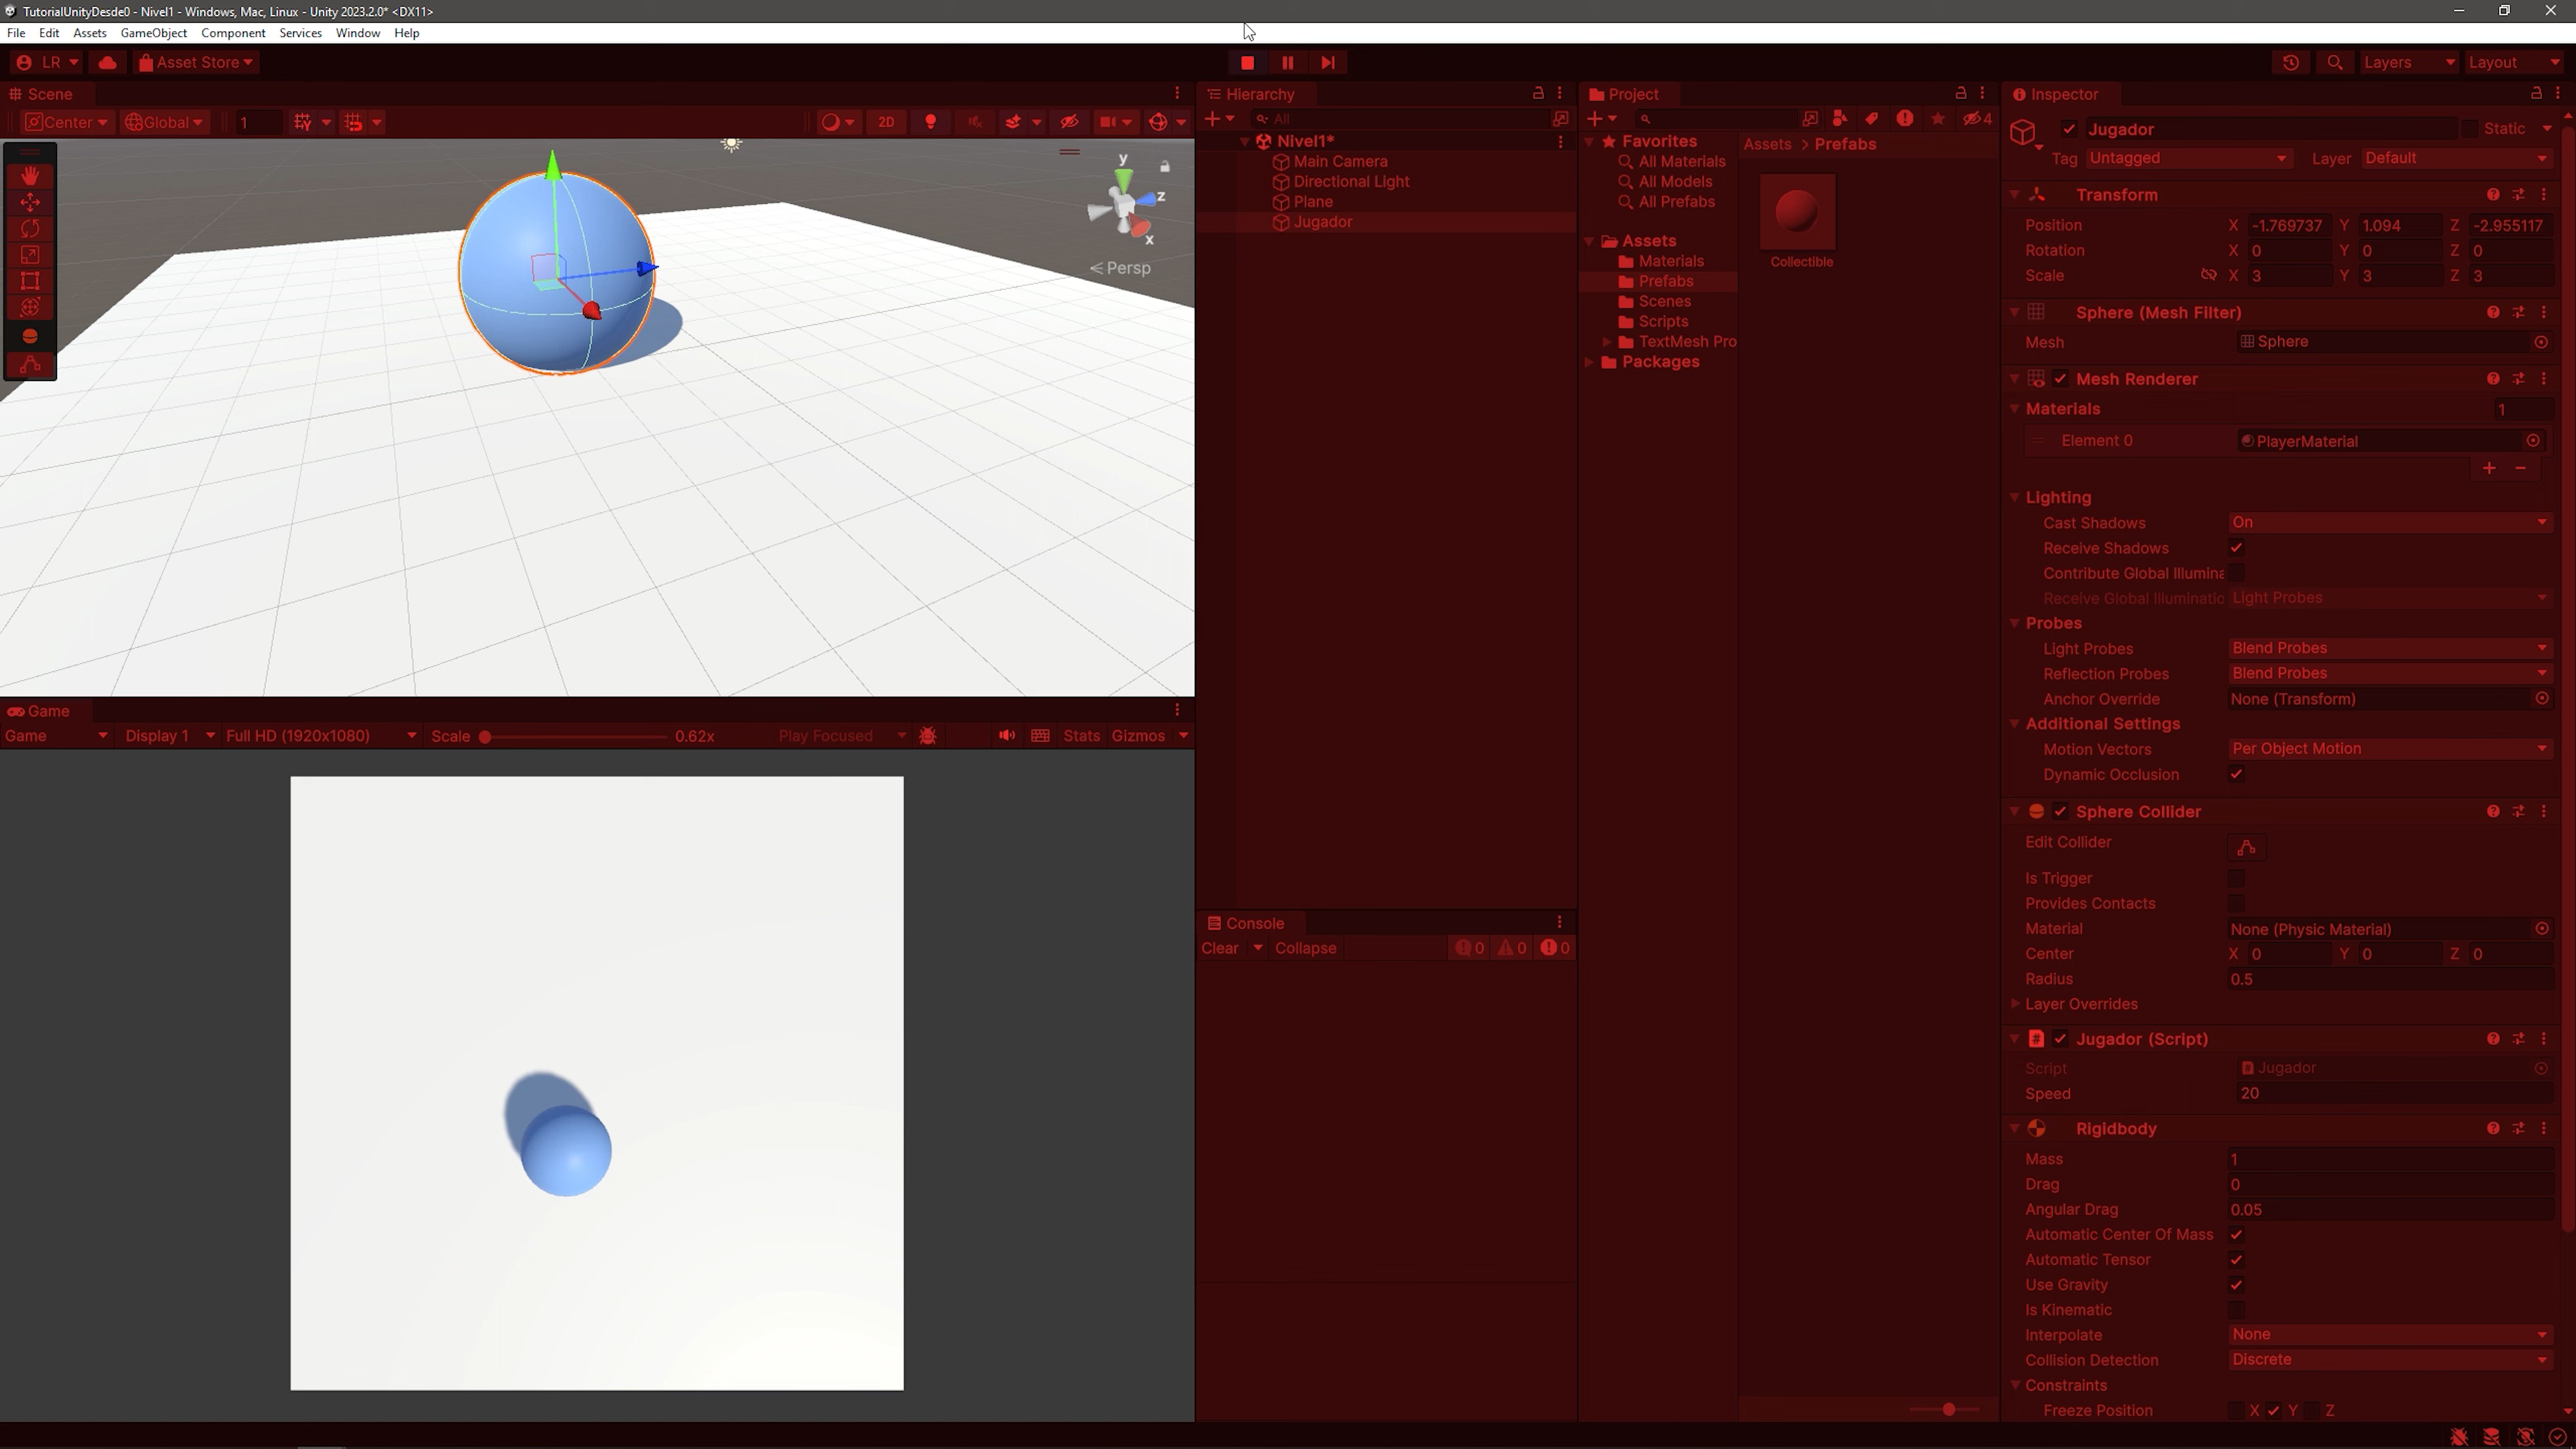 TutorialUnityDesde0 - Nivel1 - Windows, Mac, Linux - Unity 2023.2.0* <DX11>
File Edit Assets GameObject Component Services Window Help
LR Asset Store Layers Layout
Scene
Center Global 1 2D
y
z
x
Persp
Game
Game Display 1 Full HD (1920x1080) Scale 0.62x Play Focused Stats Gizmos
Hierarchy
All
Nivel1*
Main Camera
Directional Light
Plane
Jugador
Console
Clear Collapse 0 0 0
Project
4
Favorites
All Materials
All Models
All Prefabs
Assets
Materials
Prefabs
Scenes
Scripts
TextMesh Pro
Packages
Assets > Prefabs
Collectible
Inspector
Jugador Static
Tag Untagged Layer Default
Transform
Position X -1.769737 Y 1.094 Z -2.955117
Rotation X 0 Y 0 Z 0
Scale X 3 Y 3 Z 3
Sphere (Mesh Filter)
Mesh Sphere
Mesh Renderer
Materials 1
Element 0 PlayerMaterial
Lighting
Cast Shadows On
Receive Shadows
Contribute Global Illumina
Receive Global Illuminatio Light Probes
Probes
Light Probes Blend Probes
Reflection Probes Blend Probes
Anchor Override None (Transform)
Additional Settings
Motion Vectors Per Object Motion
Dynamic Occlusion
Sphere Collider
Edit Collider
Is Trigger
Provides Contacts
Material None (Physic Material)
Center X 0 Y 0 Z 0
Radius 0.5
Layer Overrides
Jugador (Script)
Script Jugador
Speed 20
Rigidbody
Mass 1
Drag 0
Angular Drag 0.05
Automatic Center Of Mass
Automatic Tensor
Use Gravity
Is Kinematic
Interpolate None
Collision Detection Discrete
Constraints
Freeze Position X Y Z